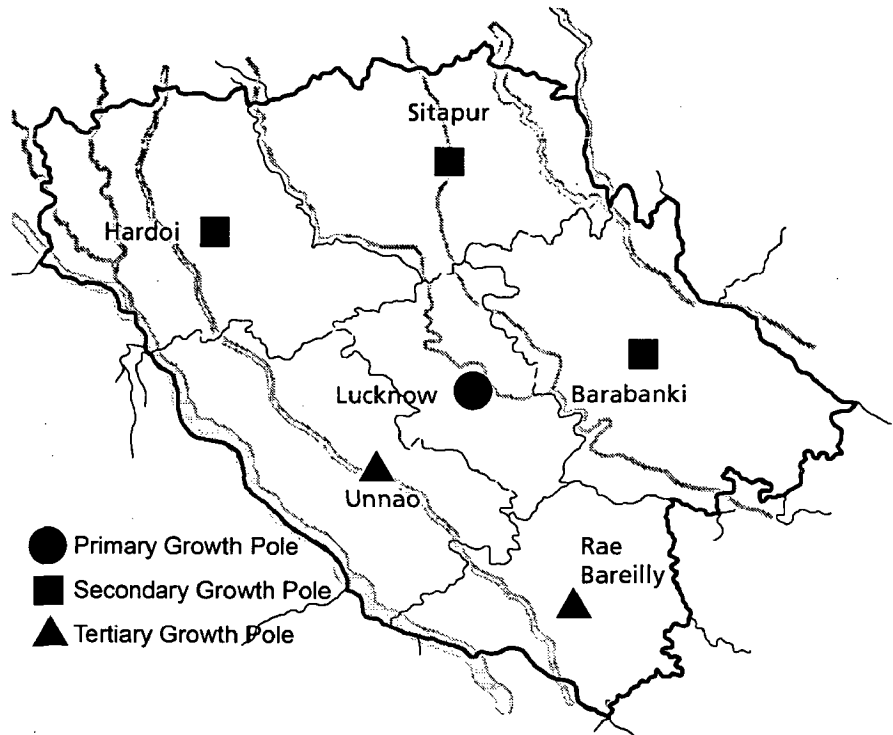 Sitapur
Hardoi
Lucknow
Barabanki
Unnao
Rae
Bareilly
Primary Growth Pole
Secondary Growth Pole
Tertiary Growth Pole